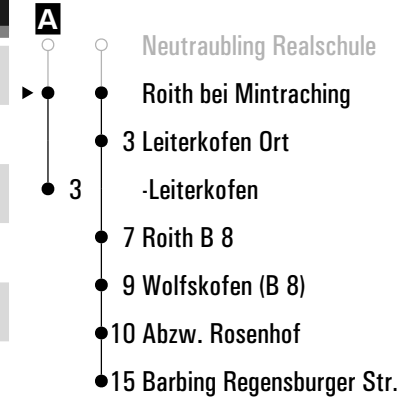 A
Neutraubling Realschule
Roith bei Mintraching
3 Leiterkofen Ort
3 -Leiterkofen
7 Roith B 8
9 Wolfskofen (B 8)
10 Abzw. Rosenhof
15 Barbing Regensburger Str.